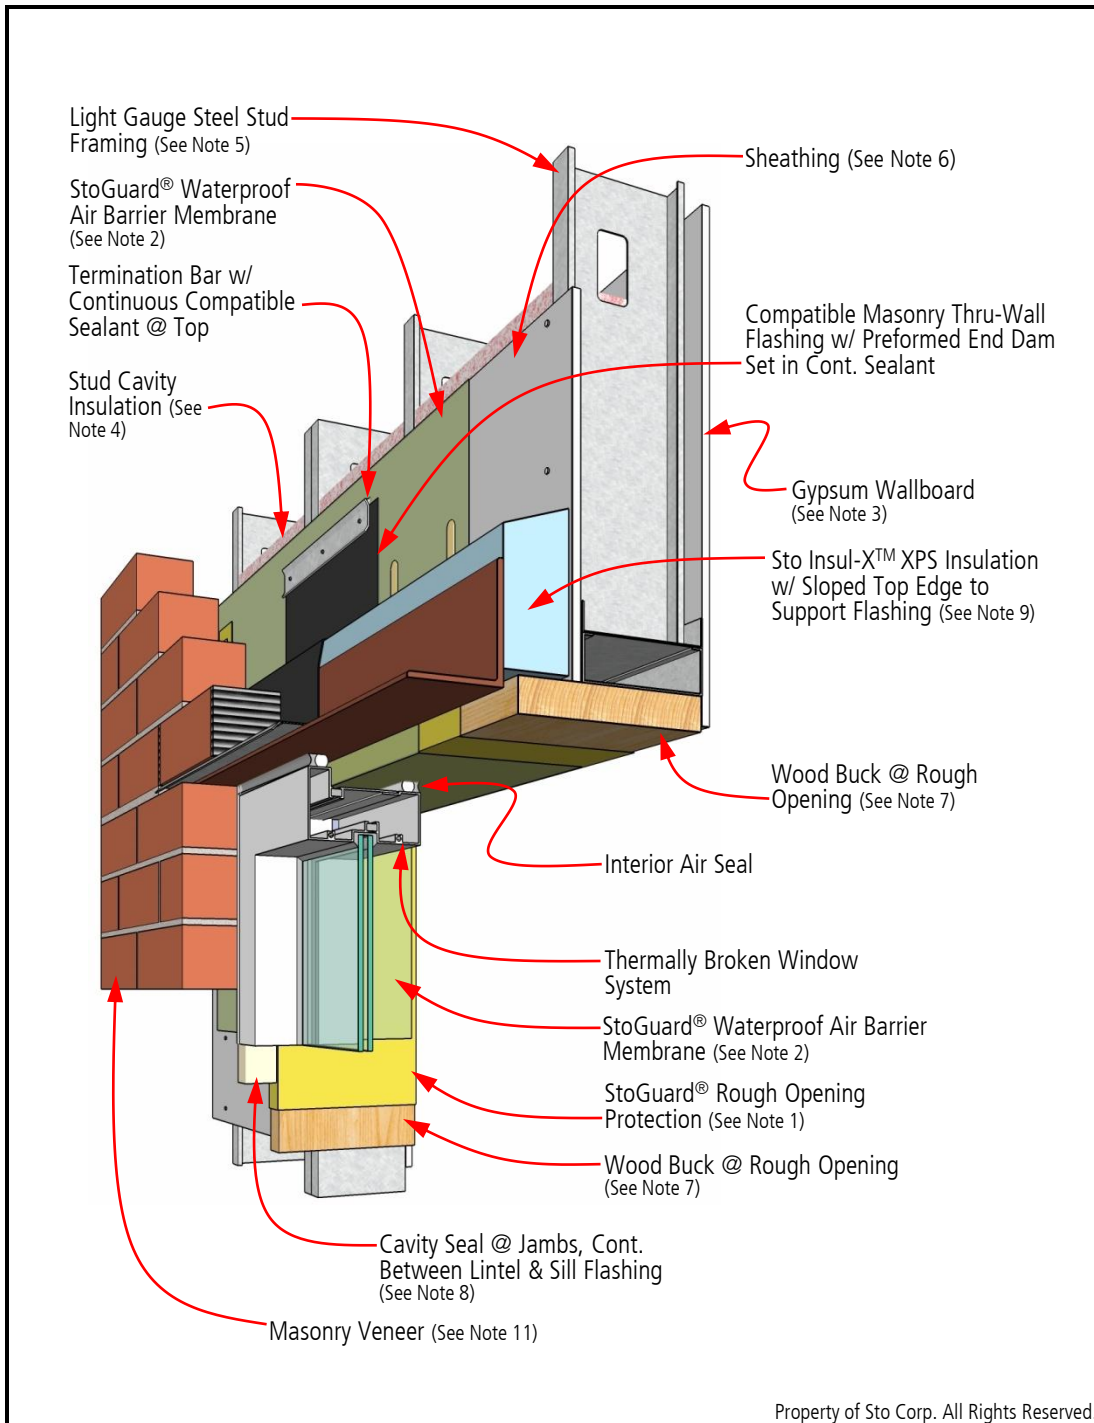 Light Gauge Steel Stud
Framing (See Note 5)
StoGuard® Waterproof
Air Barrier Membrane
(See Note 2)
Termination Bar w/
Continuous Compatible
Sealant @ Top
Stud Cavity
Insulation (See
Note 4)
Sheathing (See Note 6)
Compatible Masonry Thru-Wall
Flashing w/ Preformed End Dam
Set in Cont. Sealant
Gypsum Wallboard
(See Note 3)
Sto Insul-X™ XPS Insulation
w/ Sloped Top Edge to
Support Flashing (See Note 9)
Wood Buck @ Rough
Opening (See Note 7)
Interior Air Seal
Thermally Broken Window
System
StoGuard® Waterproof Air Barrier
Membrane (See Note 2)
StoGuard® Rough Opening
Protection (See Note 1)
Wood Buck @ Rough Opening
(See Note 7)
Cavity Seal @ Jambs, Cont.
Between Lintel & Sill Flashing
(See Note 8)
Masonry Veneer (See Note 11)
Property of Sto Corp. All Rights Reserved.